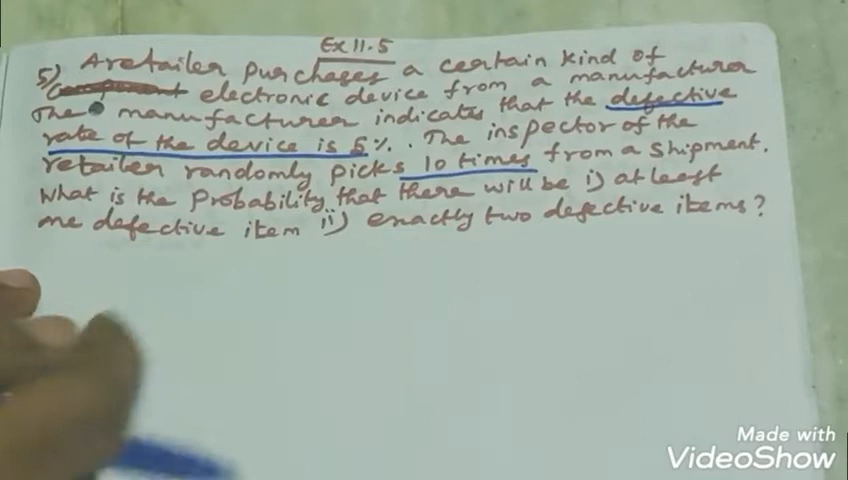 Ex 11.5
5) A retailer purchases a certain kind of
electronic device from a manufacturer
The manufacturer indicates that the defective
rate of the device is 5%. The inspector of the
retailer randomly picks 10 times from a shipment.
What is the probability that there will be i) at least
one defective item ii) exactly two defective items?
Made with
VideoShow